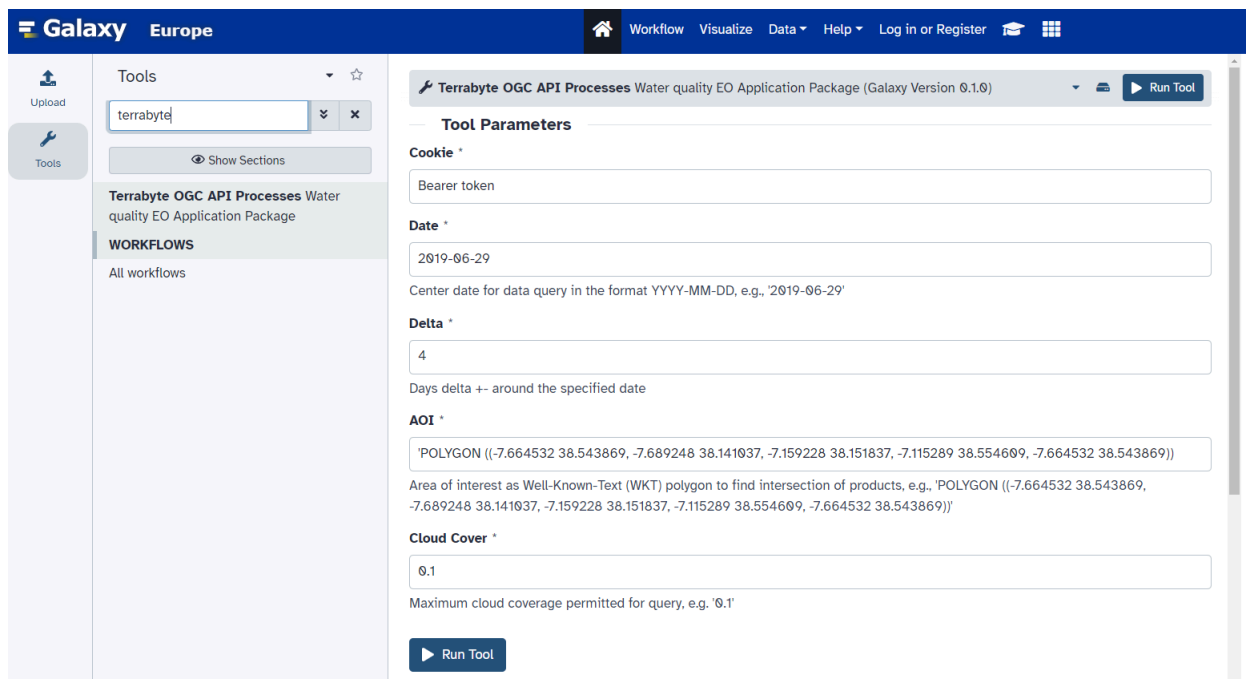 Galaxy Europe
Workflow Visualize Data Help Log in or Register
Upload
Tools
Tools
terrabyte
Show Sections
Terrabyte OGC API Processes Water
quality EO Application Package
WORKFLOWS
All workflows
Terrabyte OGC API Processes Water quality EO Application Package (Galaxy Version 0.1.0)
Run Tool
Tool Parameters
Cookie *
Bearer token
Date *
2019-06-29
Center date for data query in the format YYYY-MM-DD, e.g., '2019-06-29'
Delta *
4
Days delta +- around the specified date
AOI *
'POLYGON ((-7.664532 38.543869, -7.689248 38.141037, -7.159228 38.151837, -7.115289 38.554609, -7.664532 38.543869))
Area of interest as Well-Known-Text (WKT) polygon to find intersection of products, e.g., 'POLYGON ((-7.664532 38.543869,
-7.689248 38.141037, -7.159228 38.151837, -7.115289 38.554609, -7.664532 38.543869))'
Cloud Cover *
0.1
Maximum cloud coverage permitted for query, e.g. '0.1'
Run Tool